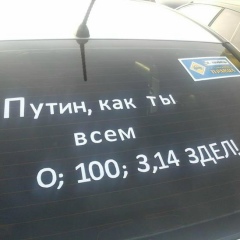 Путин, как ты
всем
О; 100; 3,14 ЗДЕЛ!